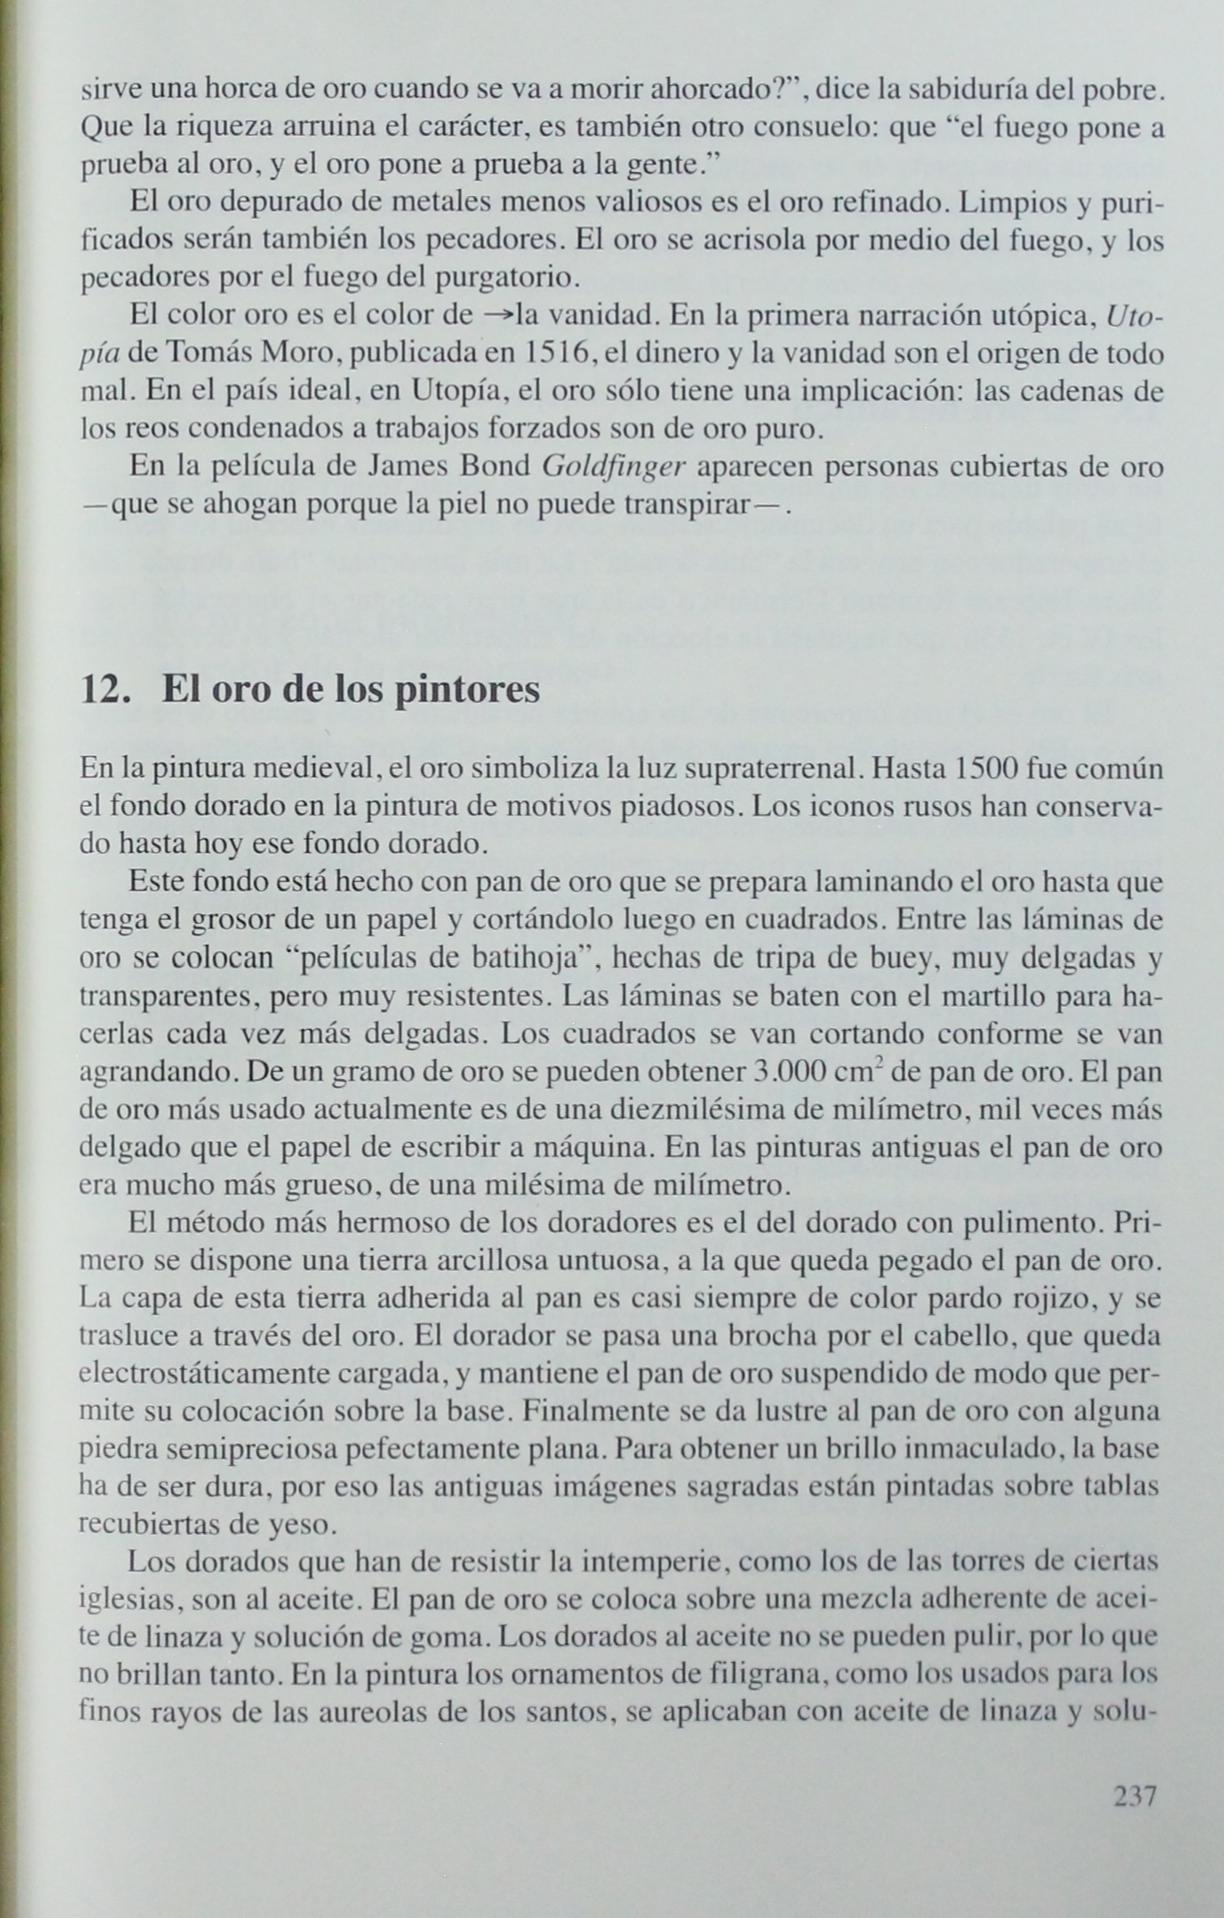 sirve una horca de oro cuando se va a morir ahorcado?”, dice la sabiduría del pobre.
Que la riqueza arruina el carácter, es también otro consuelo: que “el fuego pone a
prueba al oro, y el oro pone a prueba a la gente.”
El oro depurado de metales menos valiosos es el oro refinado. Limpios y puri-
ficados serán también los pecadores. El oro se acrisola por medio del fuego, y los
pecadores por el fuego del purgatorio.
El color oro es el color de →la vanidad. En la primera narración utópica, Uto-
pía de Tomás Moro, publicada en 1516, el dinero y la vanidad son el origen de todo
mal. En el país ideal, en Utopía, el oro sólo tiene una implicación: las cadenas de
los reos condenados a trabajos forzados son de oro puro.
En la película de James Bond Goldfinger aparecen personas cubiertas de oro
—que se ahogan porque la piel no puede transpirar—.
12. El oro de los pintores
En la pintura medieval, el oro simboliza la luz supraterrenal. Hasta 1500 fue común
el fondo dorado en la pintura de motivos piadosos. Los iconos rusos han conserva-
do hasta hoy ese fondo dorado.
Este fondo está hecho con pan de oro que se prepara laminando el oro hasta que
tenga el grosor de un papel y cortándolo luego en cuadrados. Entre las láminas de
oro se colocan “películas de batihoja”, hechas de tripa de buey, muy delgadas y
transparentes, pero muy resistentes. Las láminas se baten con el martillo para ha-
cerlas cada vez más delgadas. Los cuadrados se van cortando conforme se van
agrandando. De un gramo de oro se pueden obtener 3.000 cm² de pan de oro. El pan
de oro más usado actualmente es de una diezmilésima de milímetro, mil veces más
delgado que el papel de escribir a máquina. En las pinturas antiguas el pan de oro
era mucho más grueso, de una milésima de milímetro.
El método más hermoso de los doradores es el del dorado con pulimento. Pri-
mero se dispone una tierra arcillosa untuosa, a la que queda pegado el pan de oro.
La capa de esta tierra adherida al pan es casi siempre de color pardo rojizo, y se
trasluce a través del oro. El dorador se pasa una brocha por el cabello, que queda
electrostáticamente cargada, y mantiene el pan de oro suspendido de modo que per-
mite su colocación sobre la base. Finalmente se da lustre al pan de oro con alguna
piedra semipreciosa pefectamente plana. Para obtener un brillo inmaculado, la base
ha de ser dura, por eso las antiguas imágenes sagradas están pintadas sobre tablas
recubiertas de yeso.
Los dorados que han de resistir la intemperie, como los de las torres de ciertas
iglesias, son al aceite. El pan de oro se coloca sobre una mezcla adherente de acei-
te de linaza y solución de goma. Los dorados al aceite no se pueden pulir, por lo que
no brillan tanto. En la pintura los ornamentos de filigrana, como los usados para los
finos rayos de las aureolas de los santos, se aplicaban con aceite de linaza y solu-
237